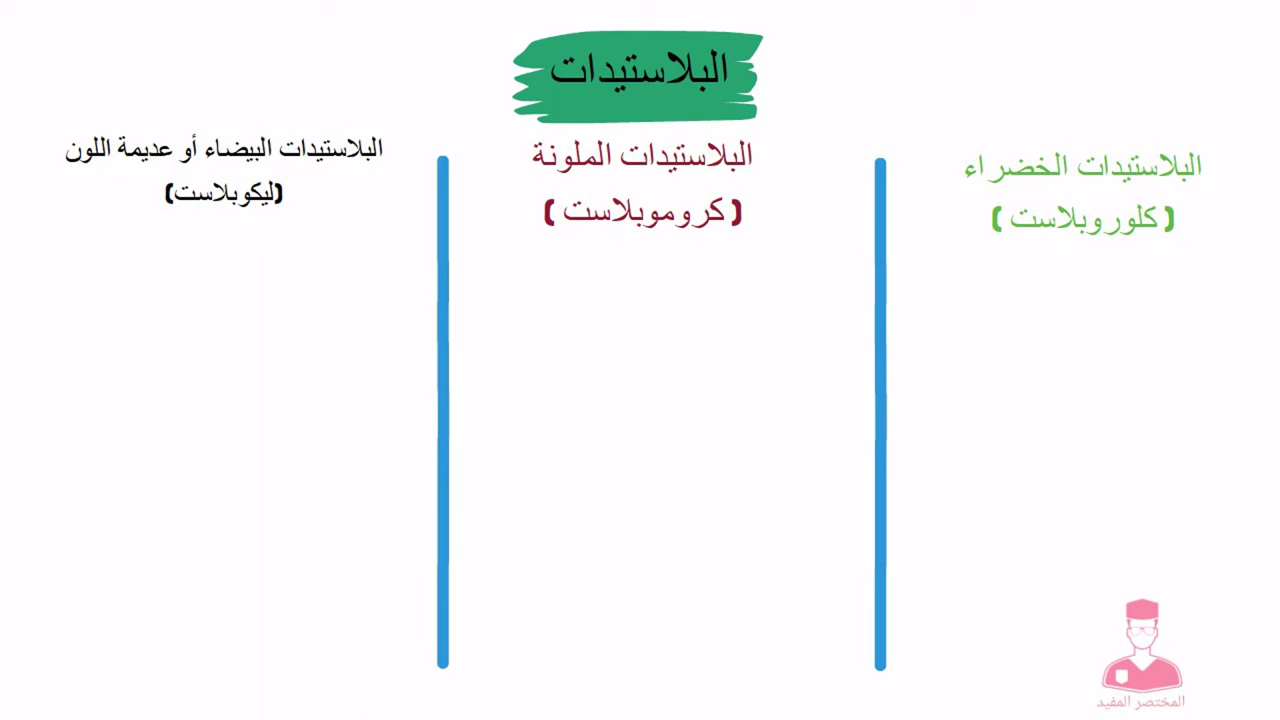 البلاستيدات
البلاستيدات الخضراء
( كلوروبلاست )
البلاستيدات الملونة
( كروموبلاست )
البلاستيدات البيضاء أو عديمة اللون
(ليكوبلاست)
المختصر المفيد